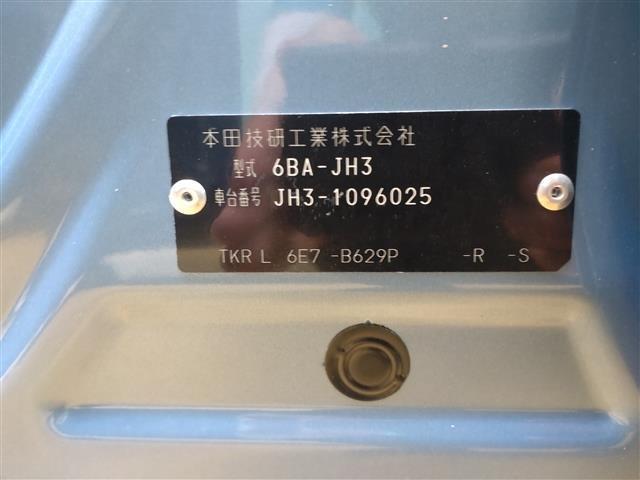 本田技研工業株式会社
型式 6BA-JH3
車台番号 JH3-1096025
TKR L 6E7 -B629P -R -S